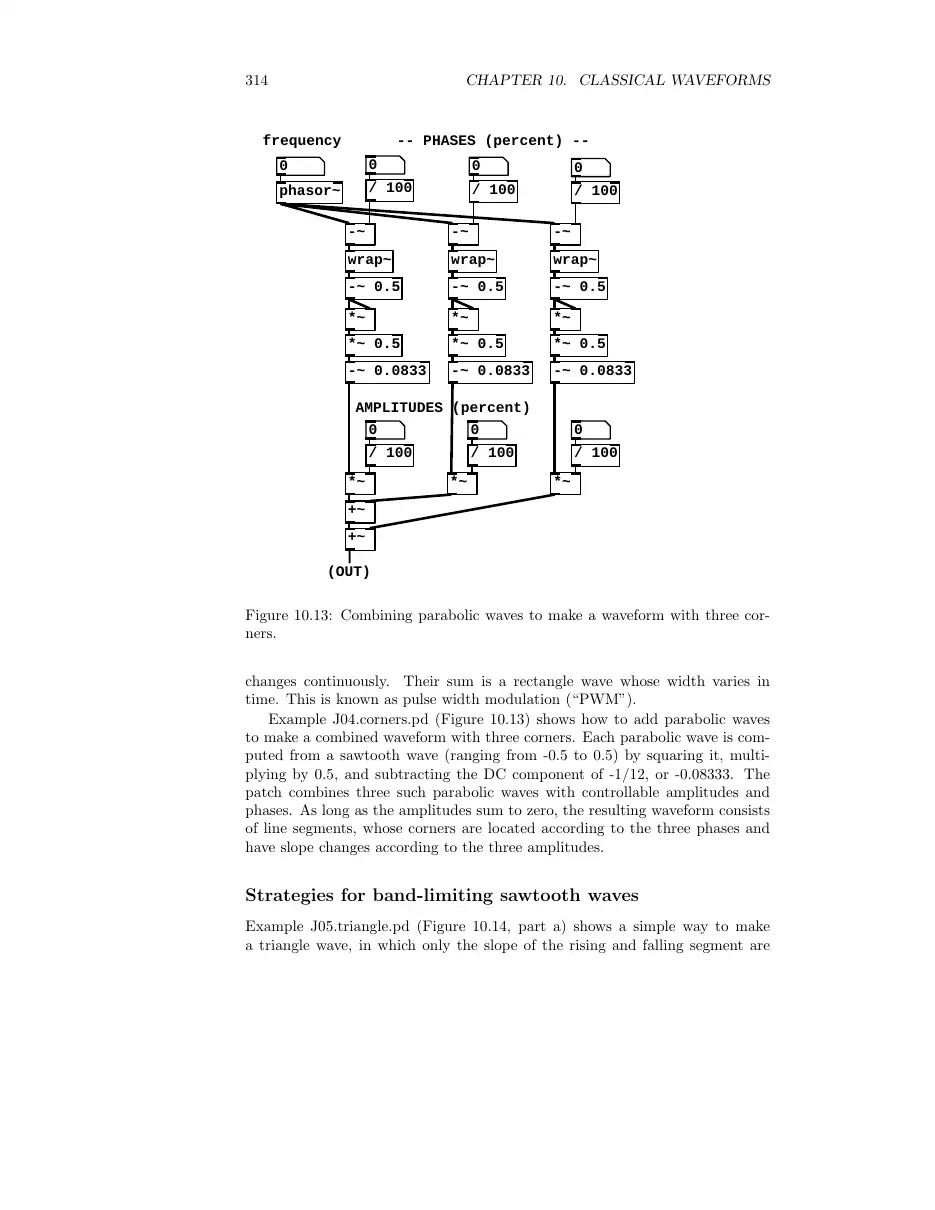 314 CHAPTER 10. CLASSICAL WAVEFORMS
frequency -- PHASES (percent) --
0 0 0 0
phasor~ / 100 / 100 / 100
-~ -~ -~
wrap~ wrap~ wrap~
-~ 0.5 -~ 0.5 -~ 0.5
*~ *~ *~
*~ 0.5 *~ 0.5 *~ 0.5
-~ 0.0833 -~ 0.0833 -~ 0.0833
AMPLITUDES (percent)
0 0 0
/ 100 / 100 / 100
*~ *~ *~
+~
+~
(OUT)
Figure 10.13: Combining parabolic waves to make a waveform with three cor-
ners.
changes continuously. Their sum is a rectangle wave whose width varies in
time. This is known as pulse width modulation (“PWM”).
Example J04.corners.pd (Figure 10.13) shows how to add parabolic waves
to make a combined waveform with three corners. Each parabolic wave is com-
puted from a sawtooth wave (ranging from -0.5 to 0.5) by squaring it, multi-
plying by 0.5, and subtracting the DC component of -1/12, or -0.08333. The
patch combines three such parabolic waves with controllable amplitudes and
phases. As long as the amplitudes sum to zero, the resulting waveform consists
of line segments, whose corners are located according to the three phases and
have slope changes according to the three amplitudes.
Strategies for band-limiting sawtooth waves
Example J05.triangle.pd (Figure 10.14, part a) shows a simple way to make
a triangle wave, in which only the slope of the rising and falling segment are